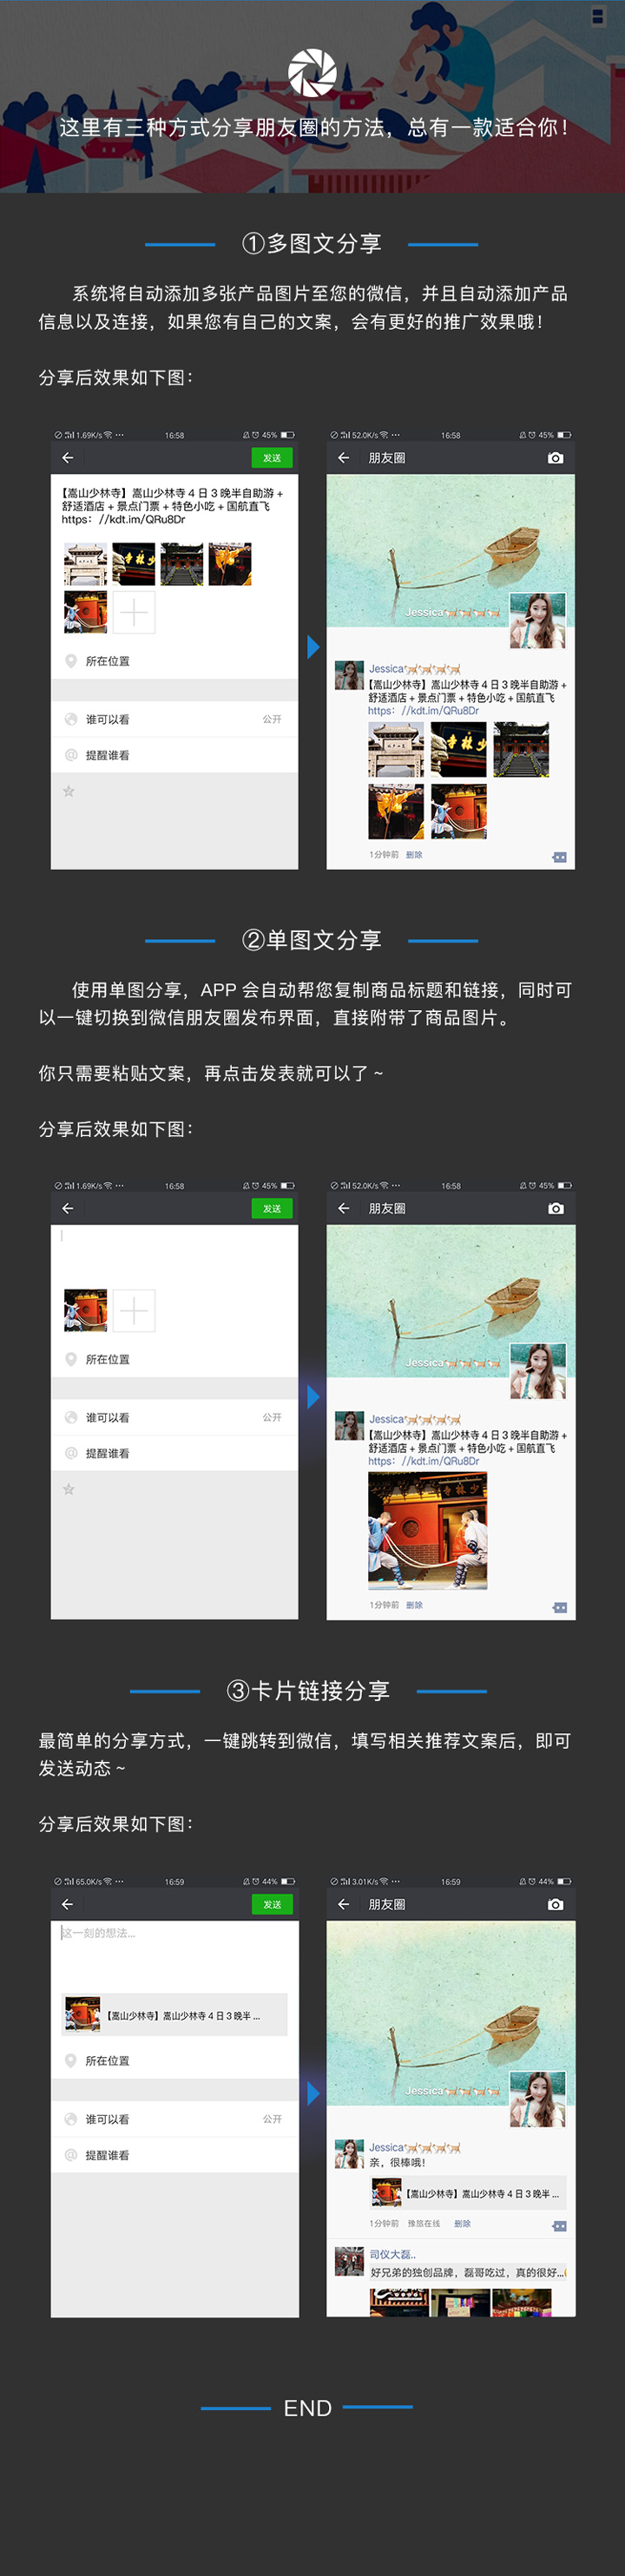 这里有三种方式分享朋友圈的方法，总有一款适合你！
①多图文分享
系统将自动添加多张产品图片至您的微信，并且自动添加产品
信息以及连接，如果您有自己的文案，会有更好的推广效果哦！
分享后效果如下图：
1.69K/s ··· 16:58 45%
发送
【嵩山少林寺】嵩山少林寺 4 日 3 晚半自助游 +
舒适酒店 + 景点门票 + 特色小吃 + 国航直飞
https：//kdt.im/QRu8Dr
所在位置
谁可以看 公开
提醒谁看
52.0K/s ··· 16:58 45%
朋友圈
Jessica
Jessica
【嵩山少林寺】嵩山少林寺 4 日 3 晚半自助游 +
舒适酒店 + 景点门票 + 特色小吃 + 国航直飞
https：//kdt.im/QRu8Dr
1分钟前 删除
②单图文分享
使用单图分享，APP 会自动帮您复制商品标题和链接，同时可
以一键切换到微信朋友圈发布界面，直接附带了商品图片。
你只需要粘贴文案，再点击发表就可以了 ~
分享后效果如下图：
1.69K/s ··· 16:58 45%
发送
所在位置
谁可以看 公开
提醒谁看
52.0K/s ··· 16:58 45%
朋友圈
Jessica
Jessica
【嵩山少林寺】嵩山少林寺 4 日 3 晚半自助游 +
舒适酒店 + 景点门票 + 特色小吃 + 国航直飞
https：//kdt.im/QRu8Dr
少林寺
1分钟前 删除
③卡片链接分享
最简单的分享方式，一键跳转到微信，填写相关推荐文案后，即可
发送动态 ~
分享后效果如下图：
65.0K/s ··· 16:59 44%
发送
这一刻的想法...
【嵩山少林寺】嵩山少林寺 4 日 3 晚半 ...
所在位置
谁可以看 公开
提醒谁看
3.01K/s ··· 16:59 44%
朋友圈
Jessica
Jessica
亲，很棒哦！
【嵩山少林寺】嵩山少林寺 4 日 3 晚半 ...
1分钟前 豫旅在线 删除
司仪大磊..
好兄弟的独创品牌，磊哥吃过，真的很好...
END